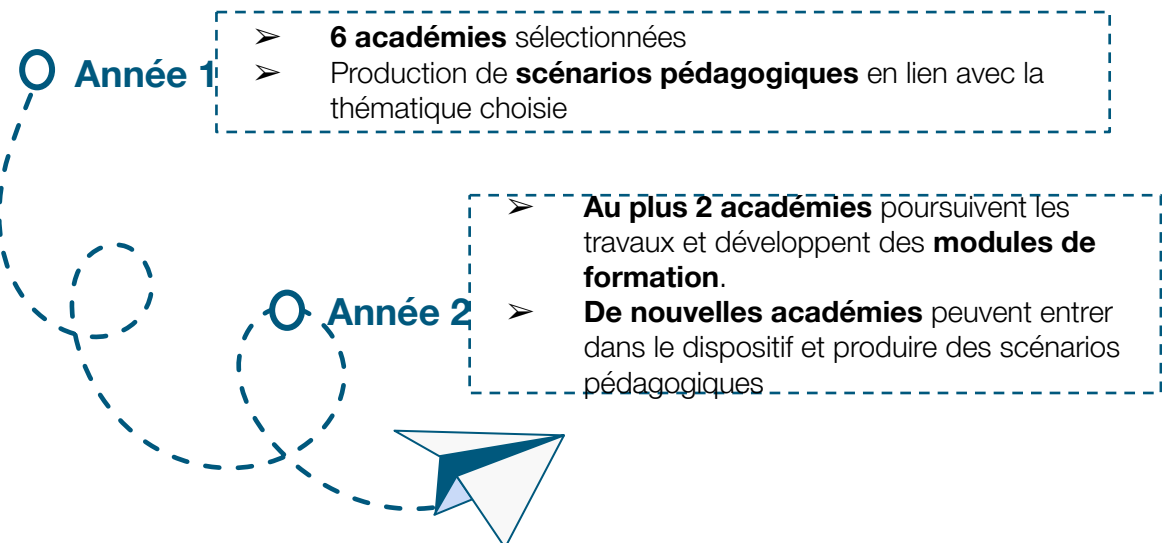 ➢ 6 académies sélectionnées
Année 1
➢ Production de scénarios pédagogiques en lien avec la
thématique choisie
➢ Au plus 2 académies poursuivent les
travaux et développent des modules de
formation.
Année 2
➢ De nouvelles académies peuvent entrer
dans le dispositif et produire des scénarios
pédagogiques